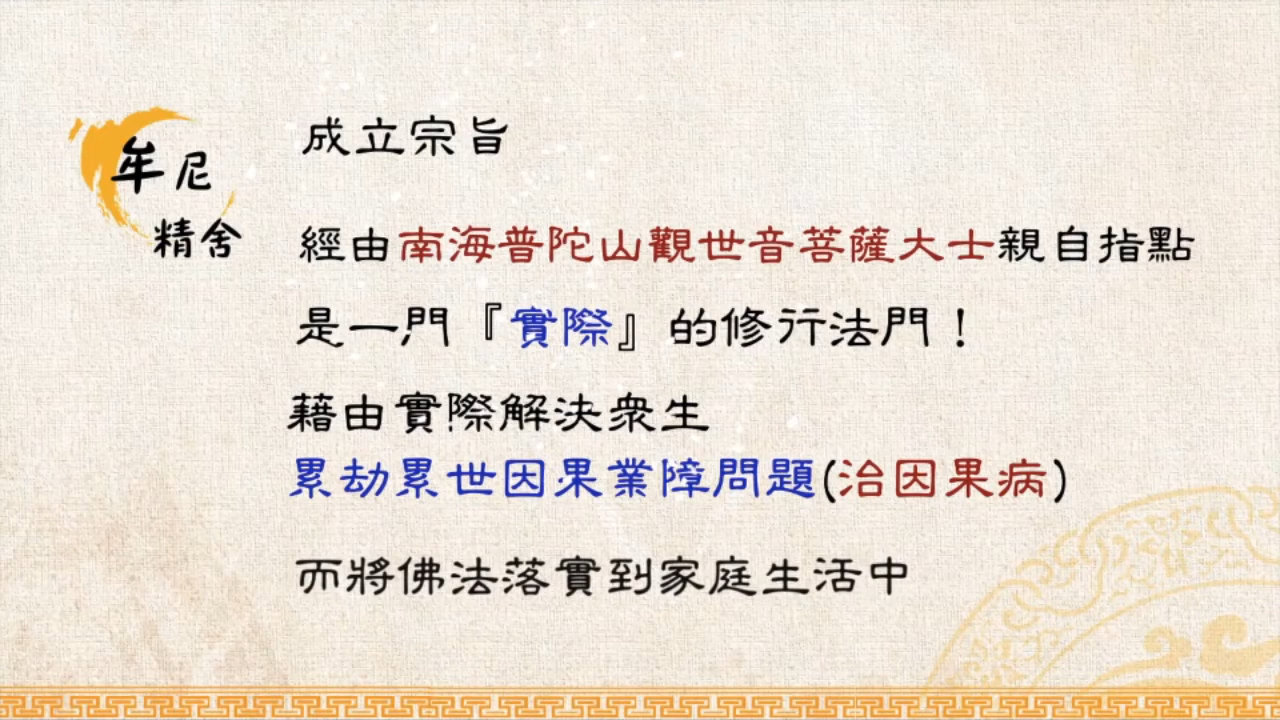 牟尼
精舍
成立宗旨
經由南海普陀山觀世音菩薩大士親自指點
是一門『實際』的修行法門！
藉由實際解決眾生
累劫累世因果業障問題(治因果病)
而將佛法落實到家庭生活中